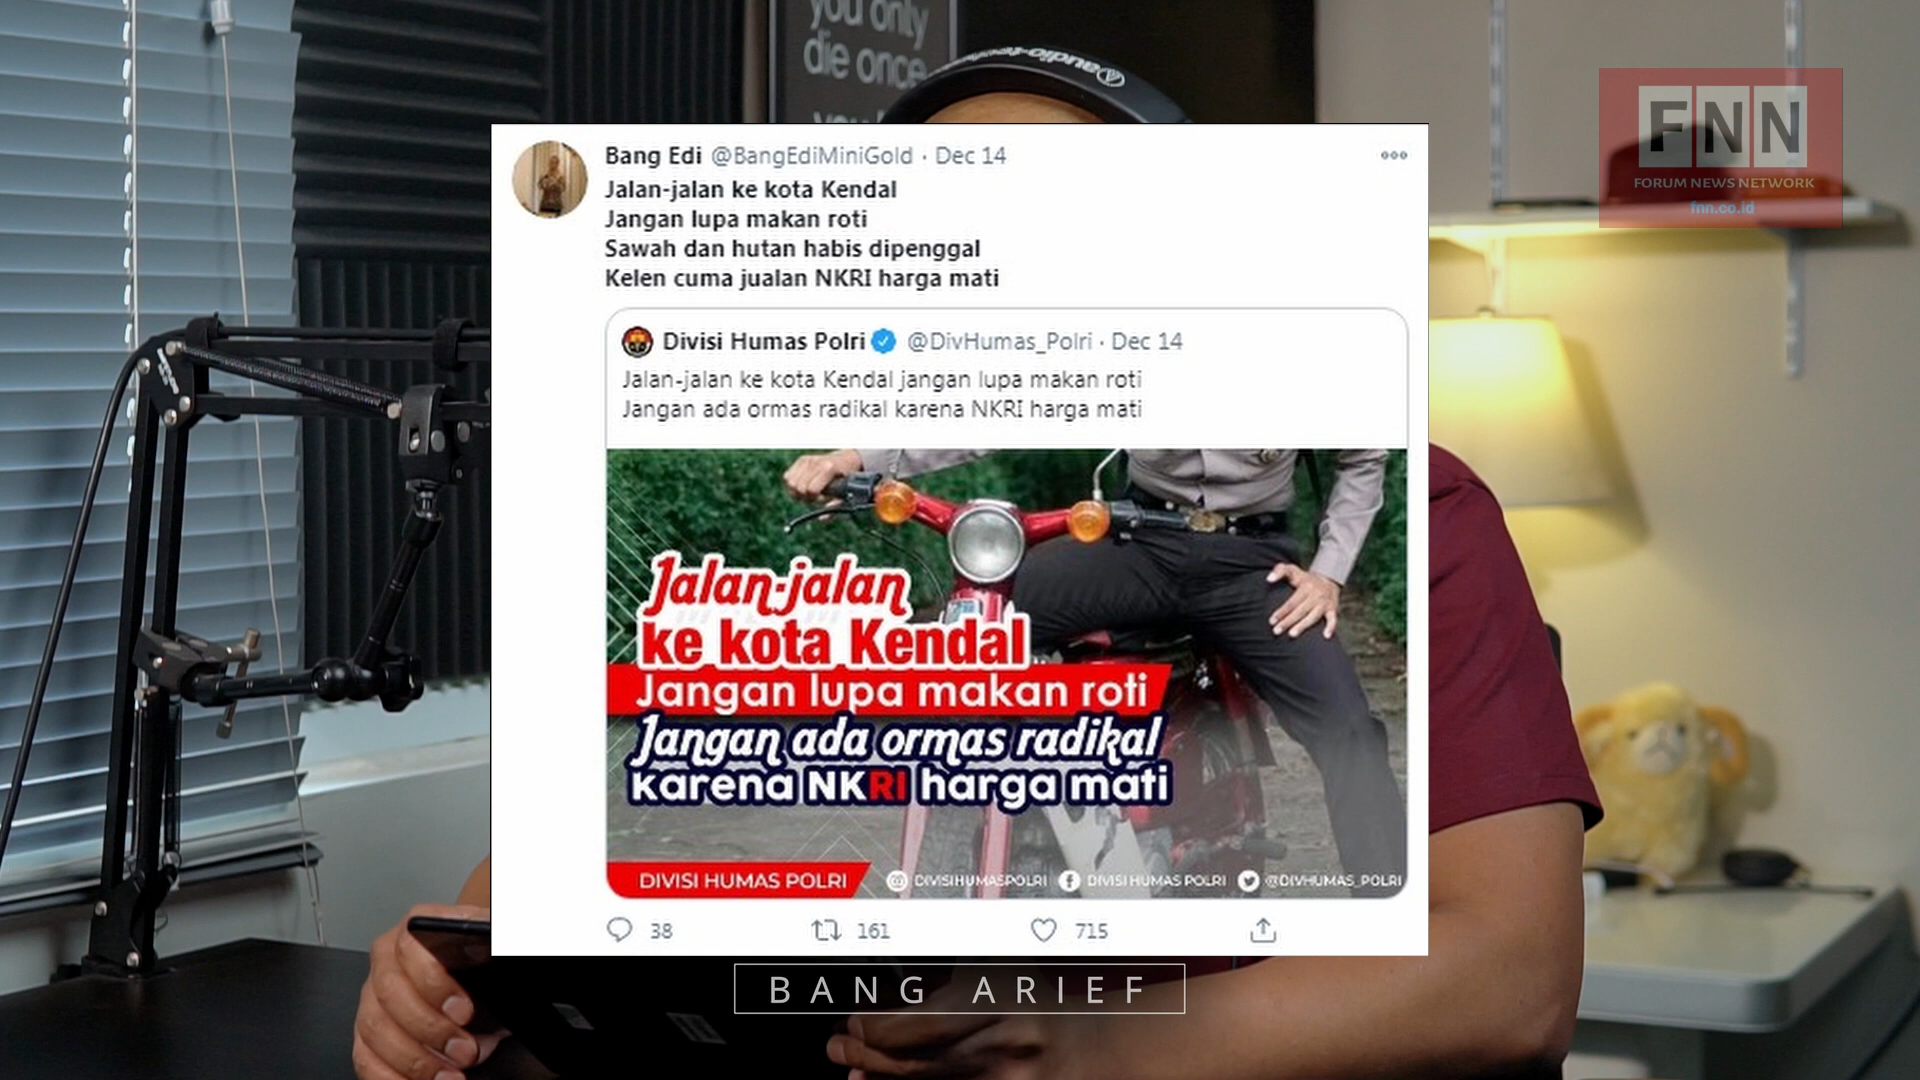 you only
die once
audio-technica
FNN
FORUM NEWS NETWORK
fnn.co.id
Bang Edi @BangEdiMiniGold · Dec 14
Jalan-jalan ke kota Kendal
Jangan lupa makan roti
Sawah dan hutan habis dipenggal
Kelen cuma jualan NKRI harga mati
Divisi Humas Polri @DivHumas_Polri · Dec 14
Jalan-jalan ke kota Kendal jangan lupa makan roti
Jangan ada ormas radikal karena NKRI harga mati
Jalan-jalan
ke kota Kendal
Jangan lupa makan roti
Jangan ada ormas radikal
karena NKRI harga mati
DIVISI HUMAS POLRI DIVISIHUMASPOLRI DIVISI HUMAS POLRI @DIVHUMAS_POLRI
38 161 715
BANG ARIEF